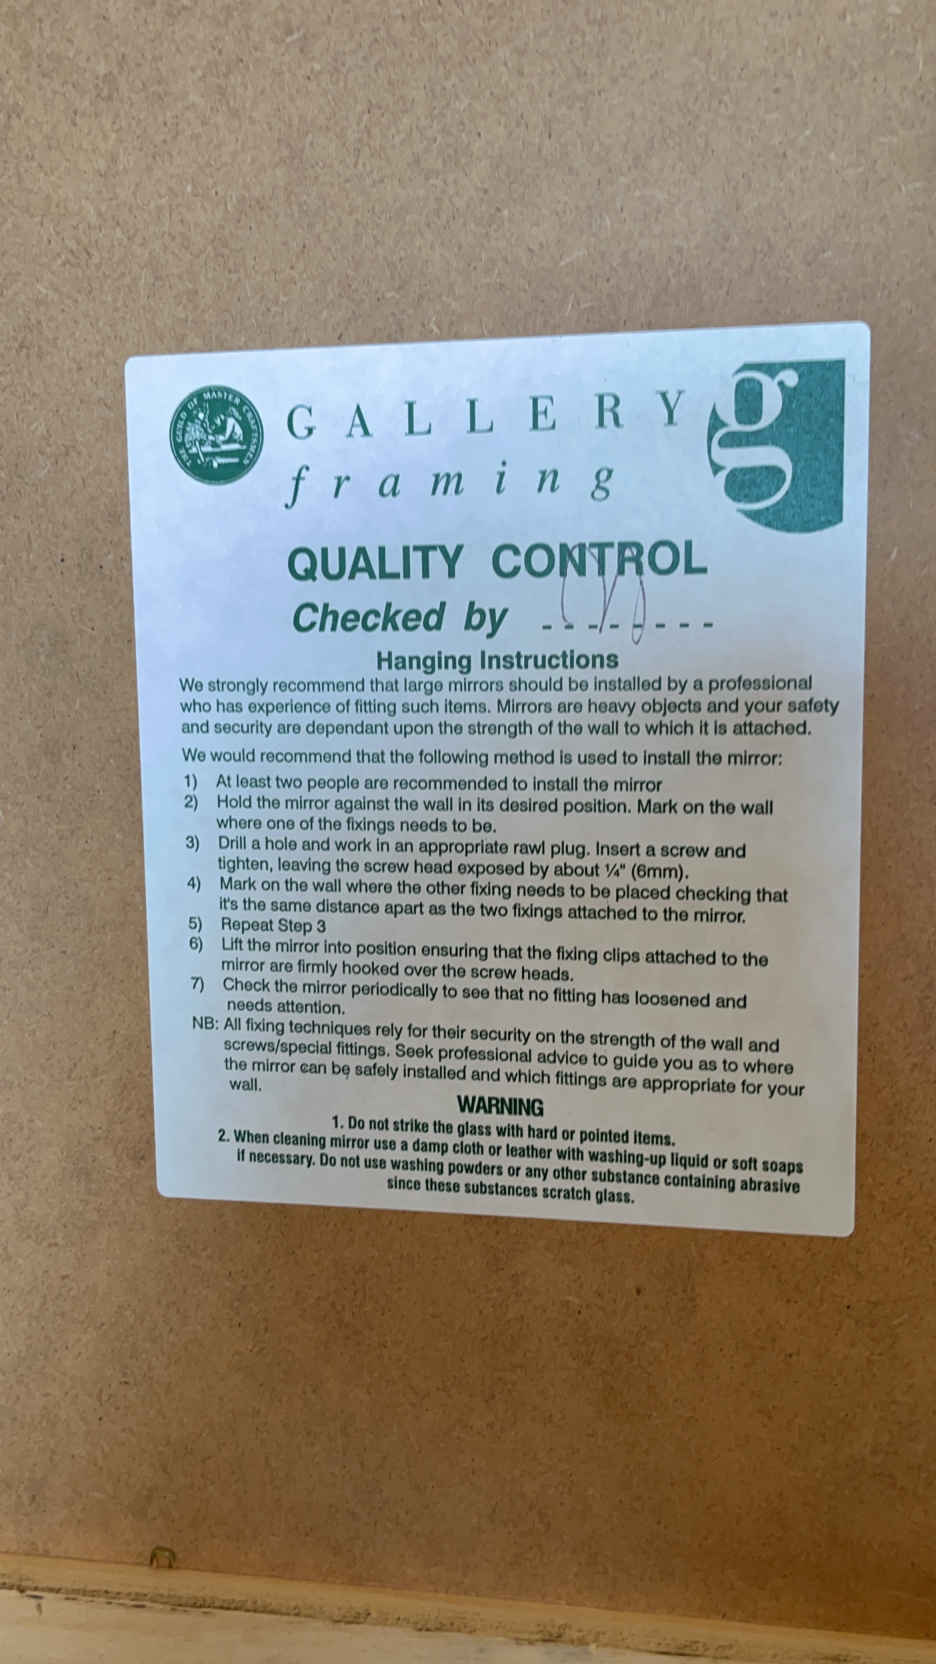 THE GUILD OF MASTER CRAFTSMEN
GALLERY
framing
g
QUALITY CONTROL
Checked by
Hanging Instructions
We strongly recommend that large mirrors should be installed by a professional
who has experience of fitting such items. Mirrors are heavy objects and your safety
and security are dependant upon the strength of the wall to which it is attached.
We would recommend that the following method is used to install the mirror:
1) At least two people are recommended to install the mirror
2) Hold the mirror against the wall in its desired position. Mark on the wall
where one of the fixings needs to be.
3) Drill a hole and work in an appropriate rawl plug. Insert a screw and
tighten, leaving the screw head exposed by about ¼" (6mm).
4) Mark on the wall where the other fixing needs to be placed checking that
it's the same distance apart as the two fixings attached to the mirror.
5) Repeat Step 3
6) Lift the mirror into position ensuring that the fixing clips attached to the
mirror are firmly hooked over the screw heads.
7) Check the mirror periodically to see that no fitting has loosened and
needs attention.
NB: All fixing techniques rely for their security on the strength of the wall and
screws/special fittings. Seek professional advice to guide you as to where
the mirror can be safely installed and which fittings are appropriate for your
wall.
WARNING
1. Do not strike the glass with hard or pointed items.
2. When cleaning mirror use a damp cloth or leather with washing-up liquid or soft soaps
if necessary. Do not use washing powders or any other substance containing abrasive
since these substances scratch glass.